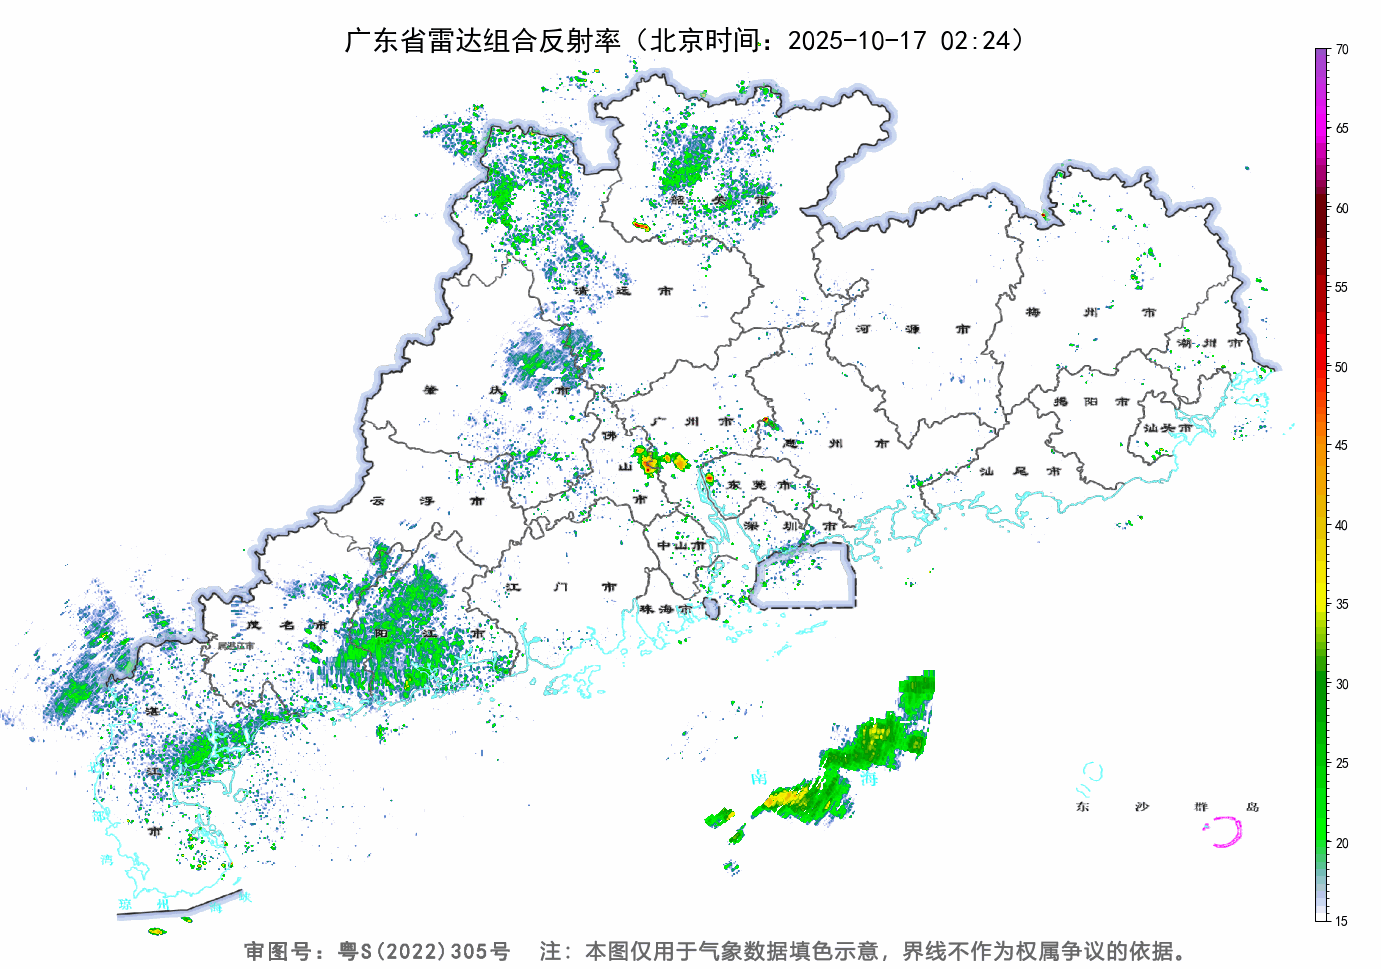 广东省雷达组合反射率（北京时间：2025-10-17 02:24）
70
65
60
55
50
45
40
35
30
25
20
15
韶关市
清远市
河源市
梅州市
潮州市
肇庆市
广州市
佛山市
惠州市
揭阳市
汕头市
汕尾市
云浮市
东莞市
深圳市
中山市
江门市
珠海市
茂名市
阳江市
属湛江市
湛江市
南海
东沙群岛
北部湾
琼州海峡
审图号：粤S(2022)305号 注：本图仅用于气象数据填色示意，界线不作为权属争议的依据。